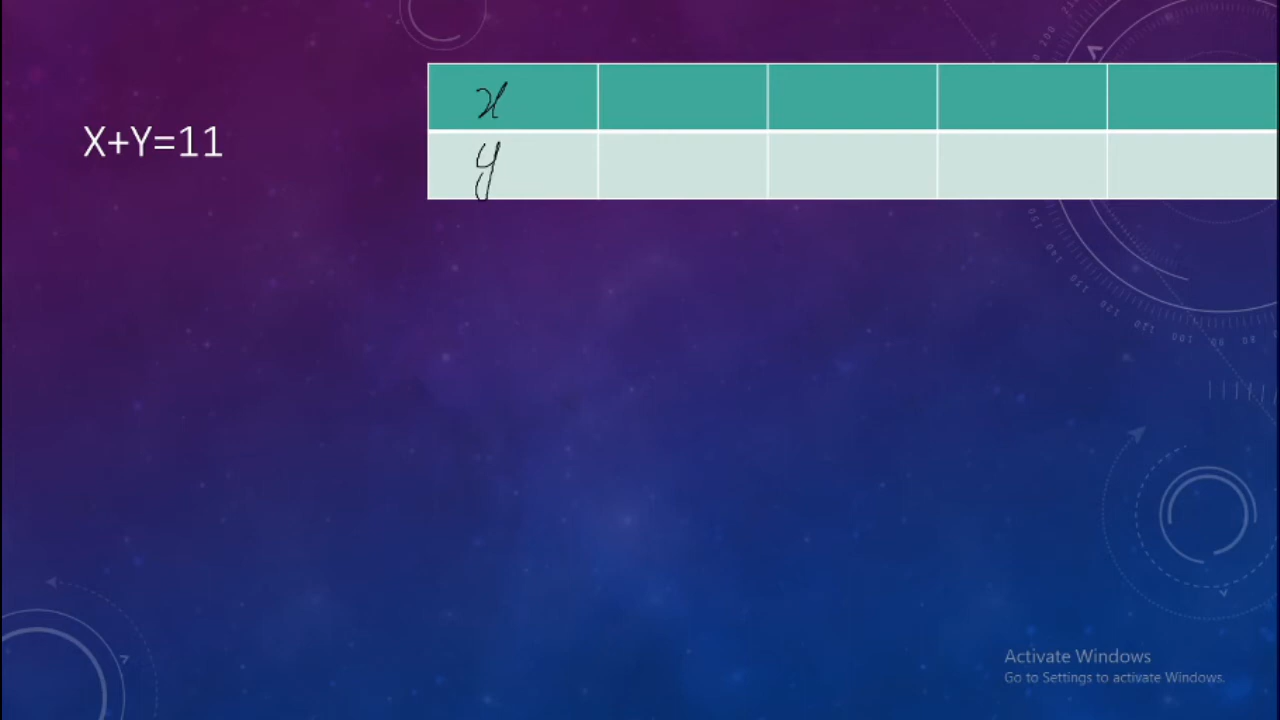 x
X+Y=11
y
Activate Windows
Go to Settings to activate Windows.